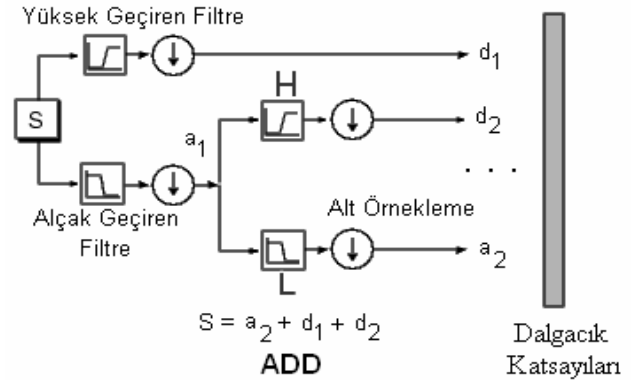 Yüksek Geçiren Filtre
d1
H
S
d2
a1
. . .
Alçak Geçiren
Filtre
Alt Örnekleme
a2
L
S = a2 + d1 + d2
ADD
Dalgacık
Katsayıları